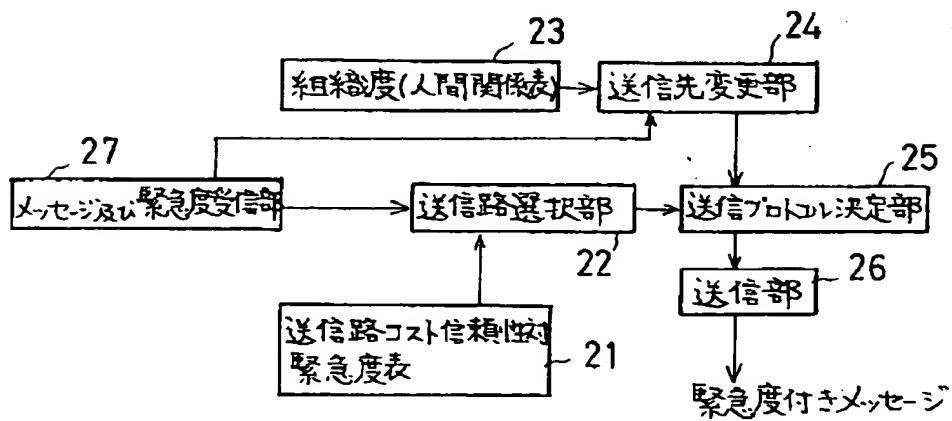 23
24
組織度(人間関係表)
送信先変更部
27
25
メッセージ及び緊急度受信部
送信路選択部
送信プロトコル決定部
22
26
送信部
送信路コスト信頼性対
緊急度表
21
緊急度付きメッセージ